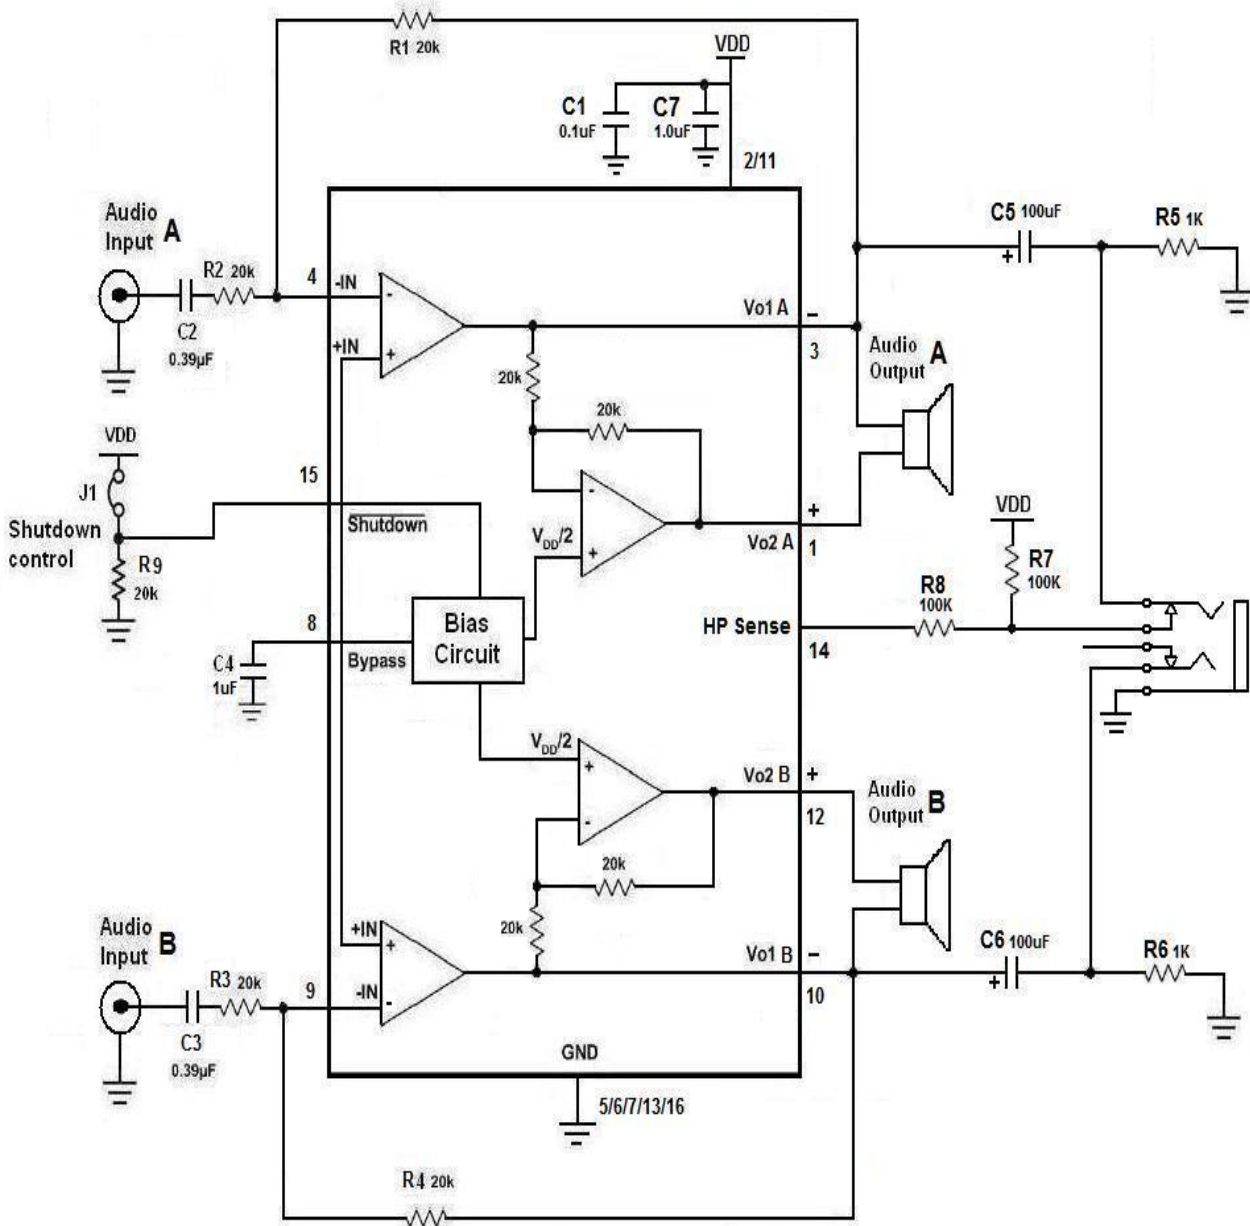 R1 20k
VDD
C1
0.1uF
C7
1.0uF
2/11
Audio
Input A
R2 20k
C2
0.39µF
4
-IN
-
+IN
+
Vo1 A
−
3
C5 100uF
+
R5 1K
Audio
Output A
20k
20k
VDD
J1
Shutdown
control
R9
20k
15
Shutdown
-
VDD/2
+
Vo2 A
+
1
VDD
R7
100K
R8
100K
HP Sense
14
8
Bypass
Bias
Circuit
C4
1uF
VDD/2
+
-
Vo2 B
+
12
Audio
Output B
20k
20k
Audio
Input B
R3 20k
C3
0.39µF
9
+IN
+
-IN
-
Vo1 B
−
10
C6 100uF
+
R6 1K
GND
5/6/7/13/16
R4 20k